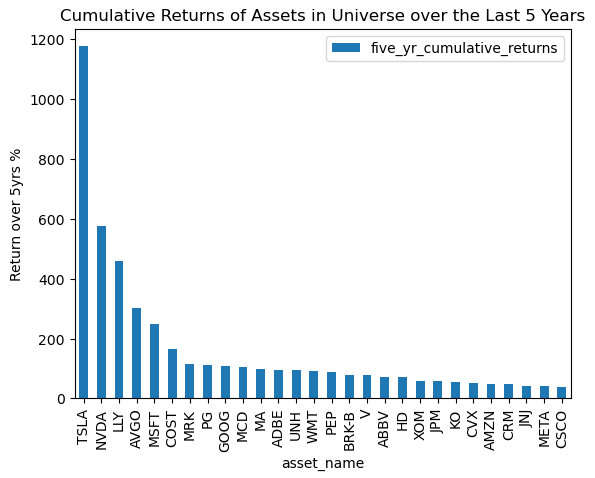 Cumulative Returns of Assets in Universe over the Last 5 Years
five_yr_cumulative_returns
Return over 5yrs %
1200
1000
800
600
400
200
0
TSLA
NVDA
LLY
AVGO
MSFT
COST
MRK
PG
GOOG
MCD
MA
ADBE
UNH
WMT
PEP
BRK-B
V
ABBV
HD
XOM
JPM
KO
CVX
AMZN
CRM
JNJ
META
CSCO
asset_name